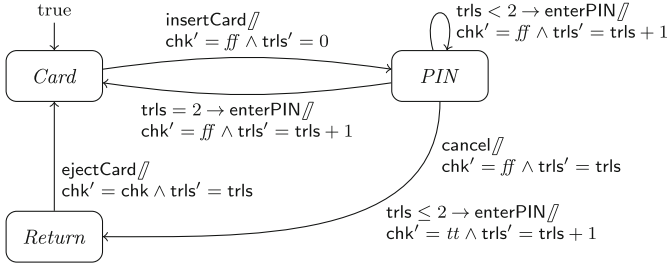 true
insertCard⫽
chk′ = ff ∧ trls′ = 0
trls < 2 → enterPIN⫽
chk′ = ff ∧ trls′ = trls + 1
Card
PIN
trls = 2 → enterPIN⫽
chk′ = ff ∧ trls′ = trls + 1
cancel⫽
chk′ = ff ∧ trls′ = trls
ejectCard⫽
chk′ = chk ∧ trls′ = trls
trls ≤ 2 → enterPIN⫽
chk′ = tt ∧ trls′ = trls + 1
Return